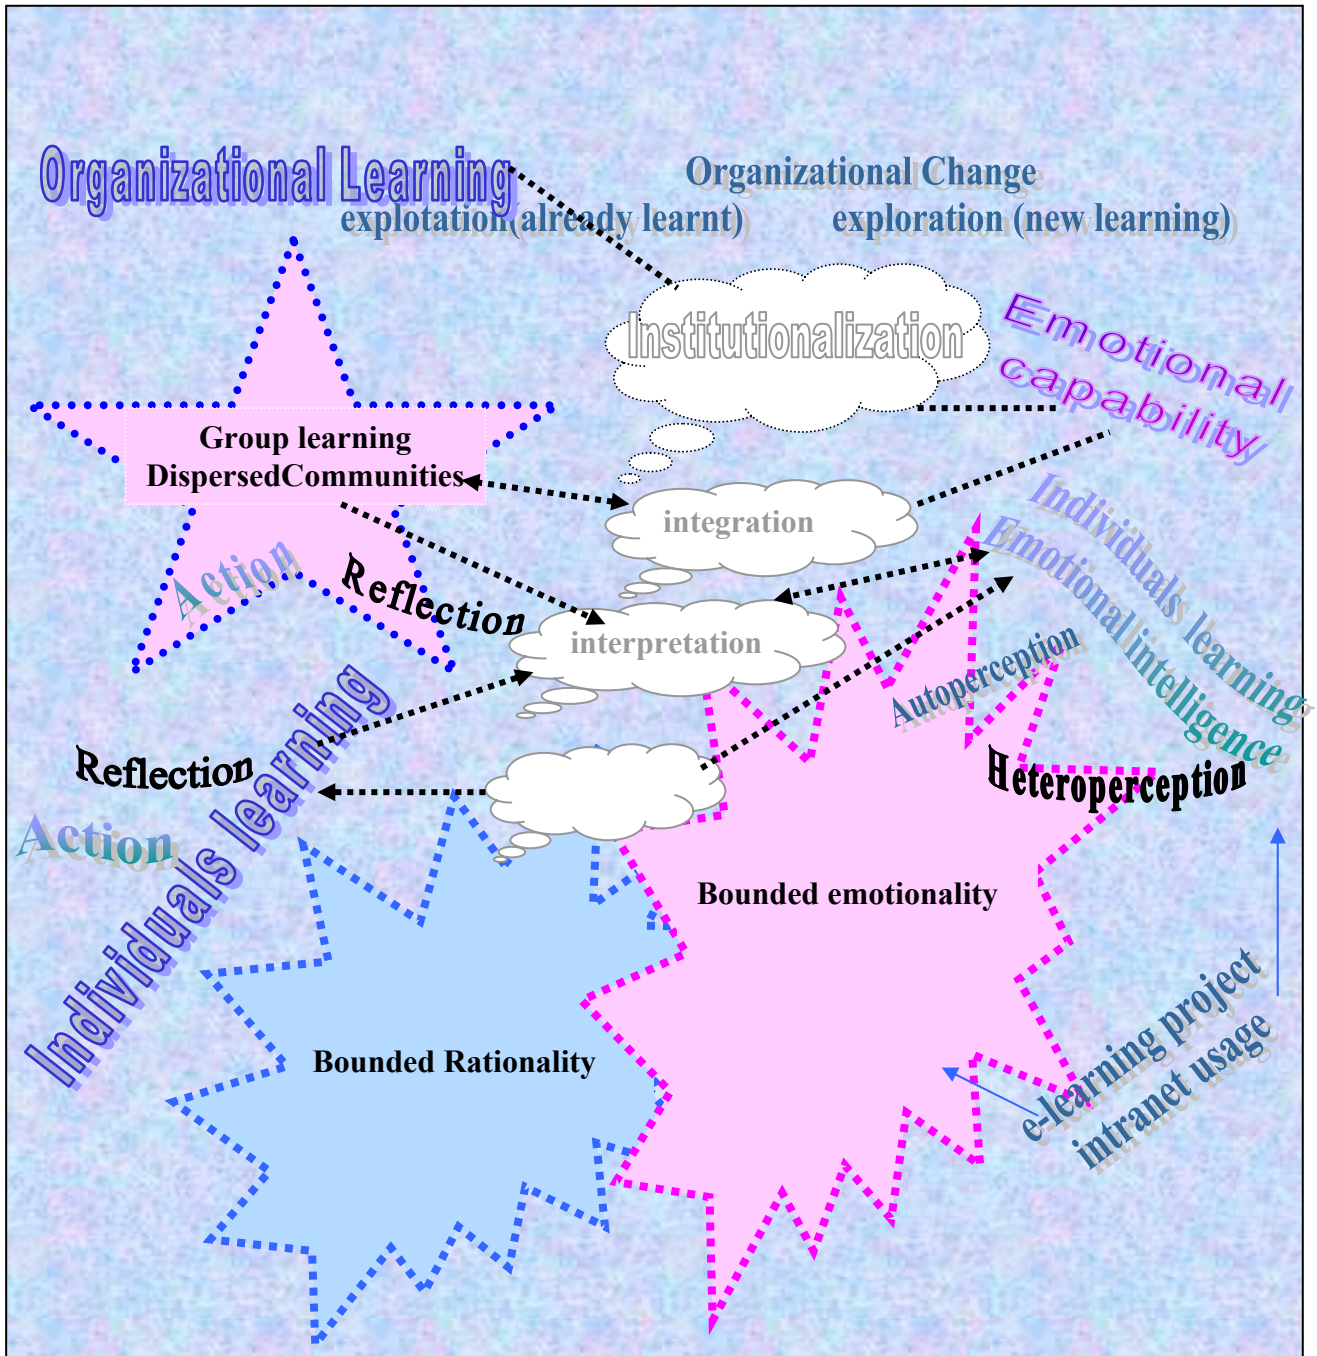 Organizational Learning
Organizational Change
explotation(already learnt)
exploration (new learning)
Institutionalization
Emotional
capability
Group learning
DispersedCommunities
integration
Individuals learning
Emotional intelligence
Action
Reflection
interpretation
Autoperception
Reflection
Heteroperception
Action
Individuals learning
Bounded emotionality
Bounded Rationality
e-learning project
intranet usage